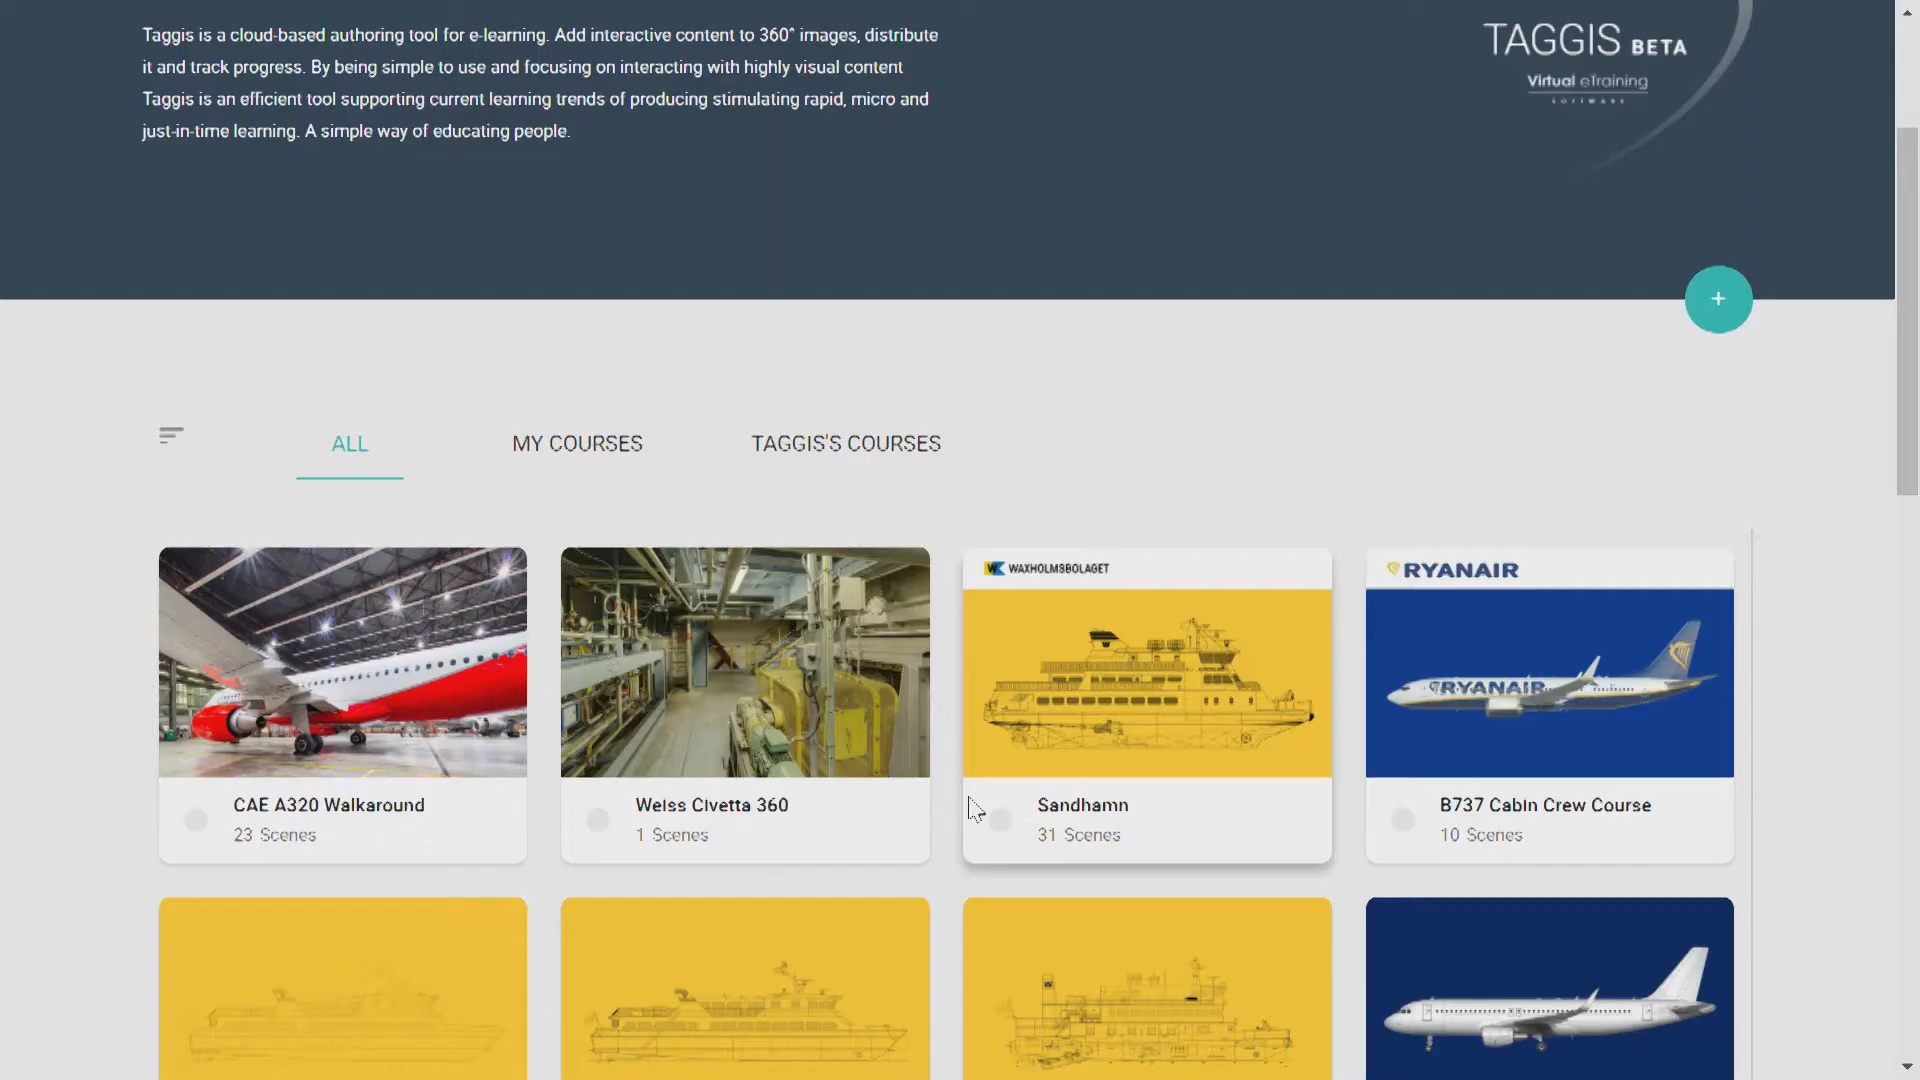 Taggis is a cloud-based authoring tool for e-learning. Add interactive content to 360° images, distribute
it and track progress. By being simple to use and focusing on interacting with highly visual content
Taggis is an efficient tool supporting current learning trends of producing stimulating rapid, micro and
just-in-time learning. A simple way of educating people.
TAGGIS BETA
Virtual eTraining
SOFTWARE
+
ALL
MY COURSES
TAGGIS'S COURSES
W WAXHOLMSBOLAGET
RYANAIR
W
RYANAIR
CAE A320 Walkaround
23 Scenes
Weiss Civetta 360
1 Scenes
Sandhamn
31 Scenes
B737 Cabin Crew Course
10 Scenes
W